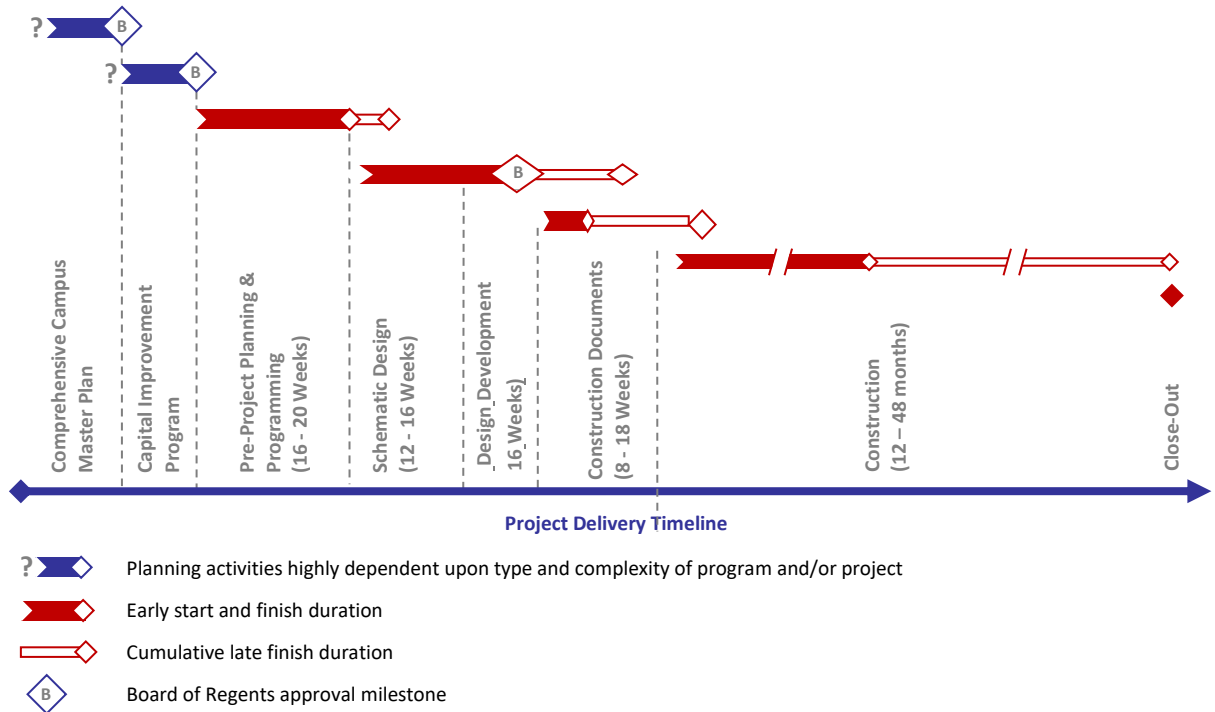 ?
B
?
B
B
Comprehensive Campus
Master Plan
Capital Improvement
Program
Pre-Project Planning &
Programming
(16 - 20 Weeks)
Schematic Design
(12 - 16 Weeks)
Design Development
16 Weeks)
Construction Documents
(8 - 18 Weeks)
Construction
(12 – 48 months)
Close-Out
Project Delivery Timeline
? Planning activities highly dependent upon type and complexity of program and/or project
Early start and finish duration
Cumulative late finish duration
B Board of Regents approval milestone